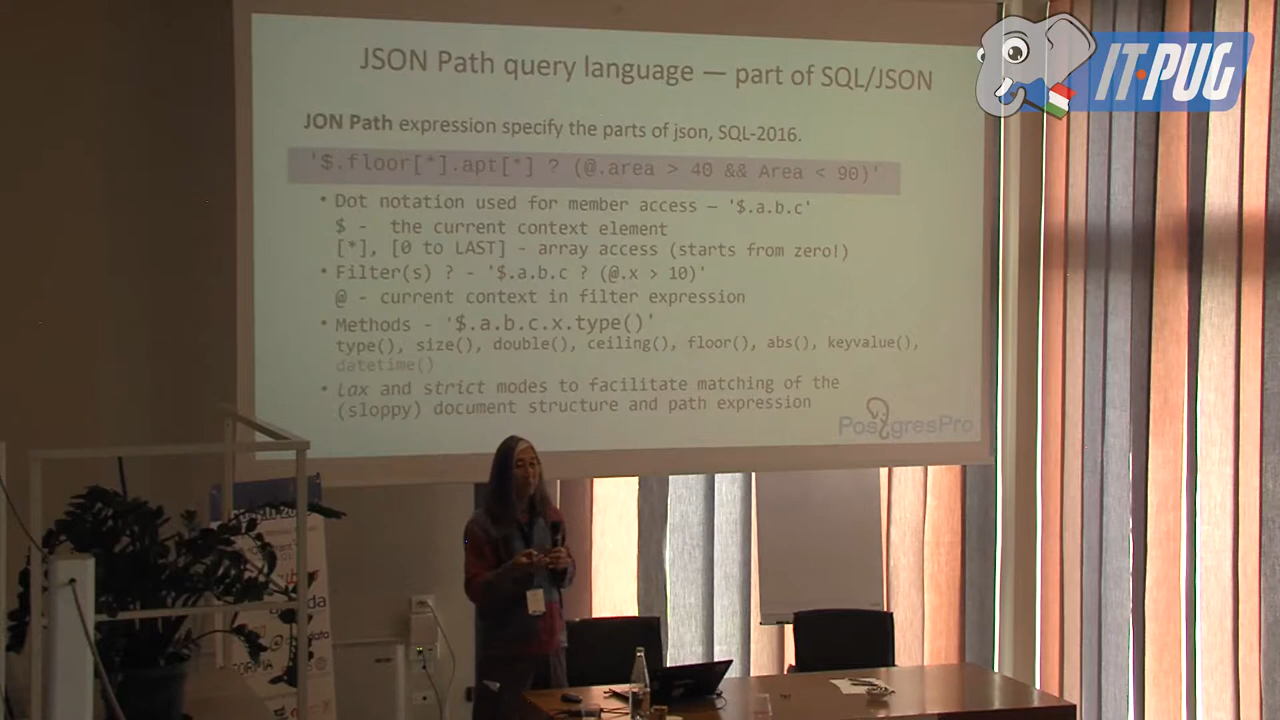 JSON Path query language — part of SQL/JSON
IT·PUG
JON Path expression specify the parts of json, SQL-2016.
'$.floor[*].apt[*] ? (@.area > 40 && Area < 90)'
• Dot notation used for member access – '$.a.b.c'
$ - the current context element
[*], [0 to LAST] - array access (starts from zero!)
• Filter(s) ? - '$.a.b.c ? (@.x > 10)'
@ - current context in filter expression
• Methods - '$.a.b.c.x.type()'
type(), size(), double(), ceiling(), floor(), abs(), keyvalue(),
datetime()
• lax and strict modes to facilitate matching of the
(sloppy) document structure and path expression
PostgresPro